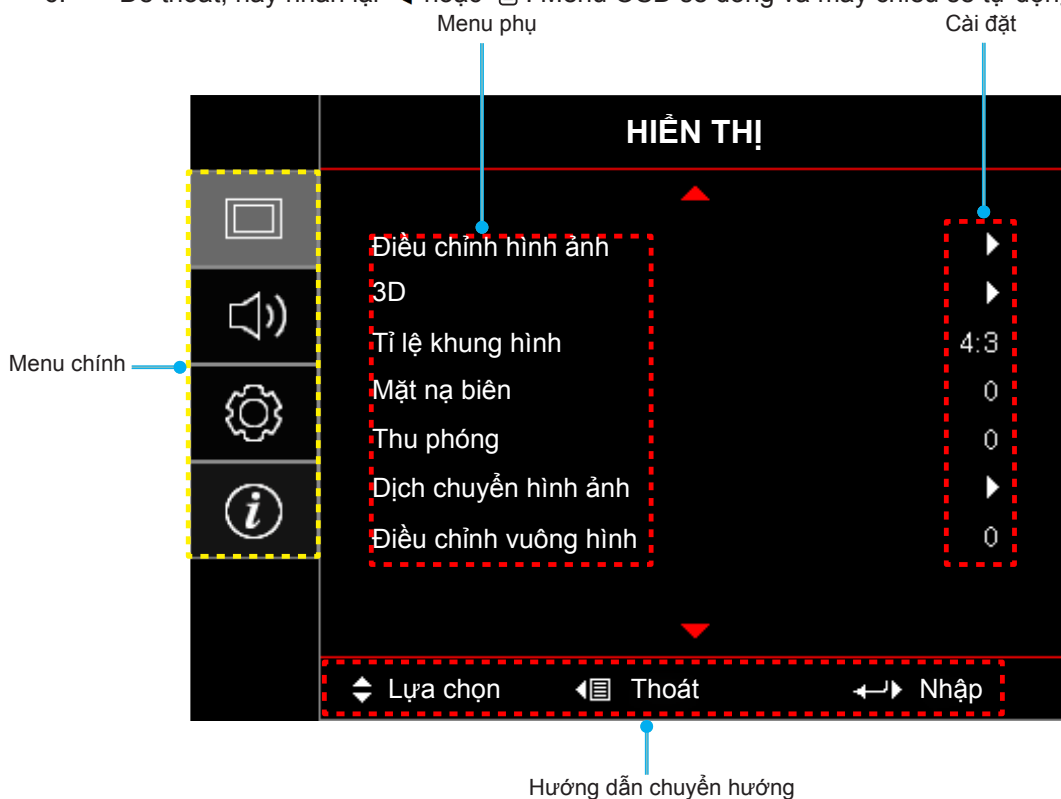 Menu phụ
Cài đặt
HIỂN THỊ
Điều chỉnh hình ảnh
3D
Tỉ lệ khung hình 4:3
Menu chính
Mặt nạ biên 0
Thu phóng 0
Dịch chuyển hình ảnh
Điều chỉnh vuông hình 0
Lựa chọn Thoát Nhập
Hướng dẫn chuyển hướng